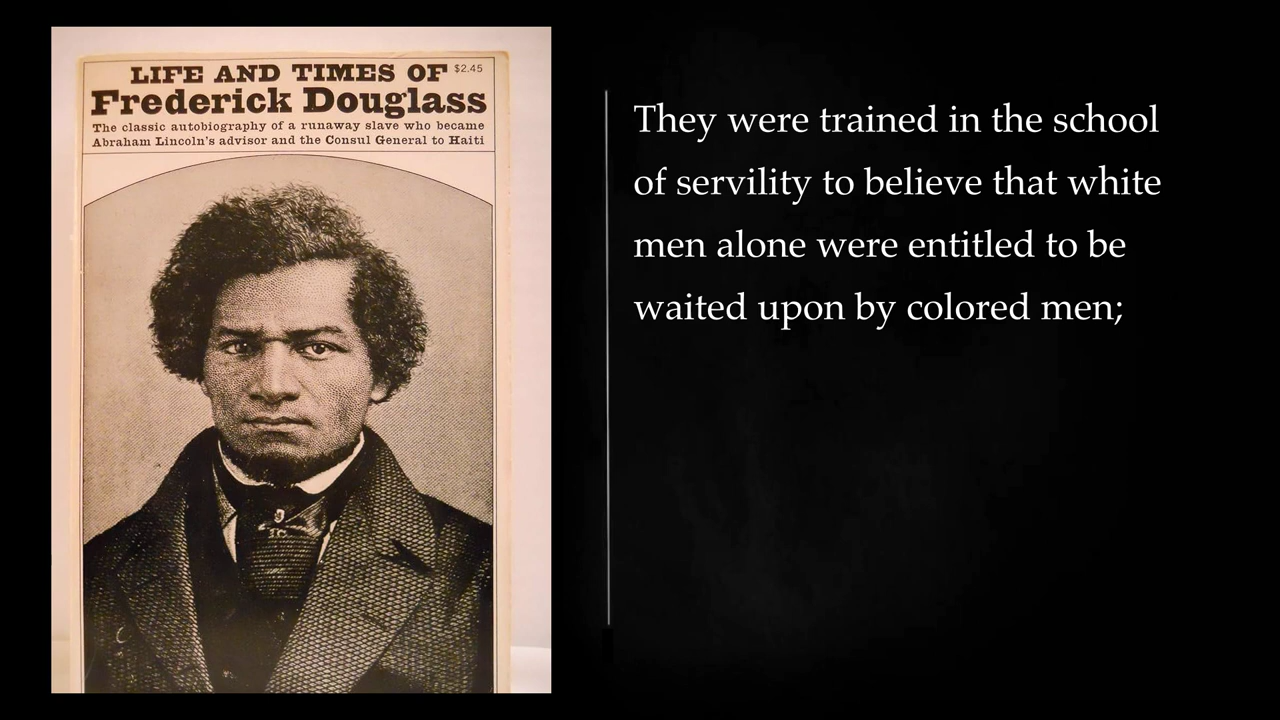 LIFE AND TIMES OF $2.45
Frederick Douglass
The classic autobiography of a runaway slave who became
Abraham Lincoln's advisor and the Consul General to Haiti
They were trained in the school
of servility to believe that white
men alone were entitled to be
waited upon by colored men;